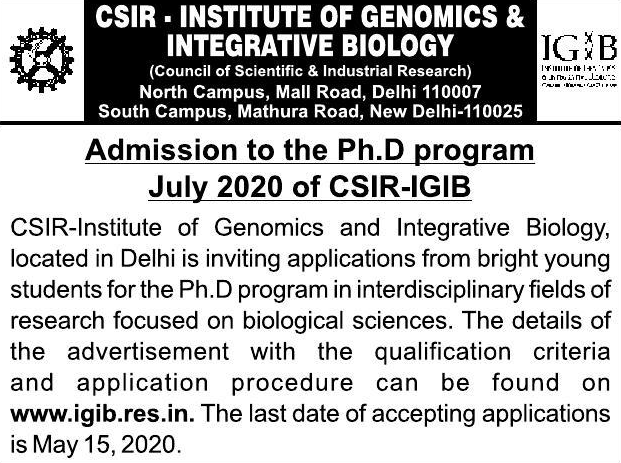 CSIR - INSTITUTE OF GENOMICS &
INTEGRATIVE BIOLOGY
(Council of Scientific & Industrial Research)
North Campus, Mall Road, Delhi 110007
South Campus, Mathura Road, New Delhi-110025
IGIB
Admission to the Ph.D program
July 2020 of CSIR-IGIB
CSIR-Institute of Genomics and Integrative Biology,
located in Delhi is inviting applications from bright young
students for the Ph.D program in interdisciplinary fields of
research focused on biological sciences. The details of
the advertisement with the qualification criteria
and application procedure can be found on
www.igib.res.in. The last date of accepting applications
is May 15, 2020.